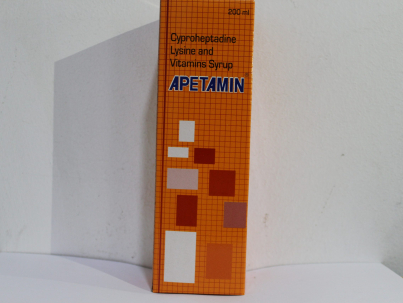 200 ml
Cyproheptadine
Lysine and
Vitamins Syrup
APETAMIN